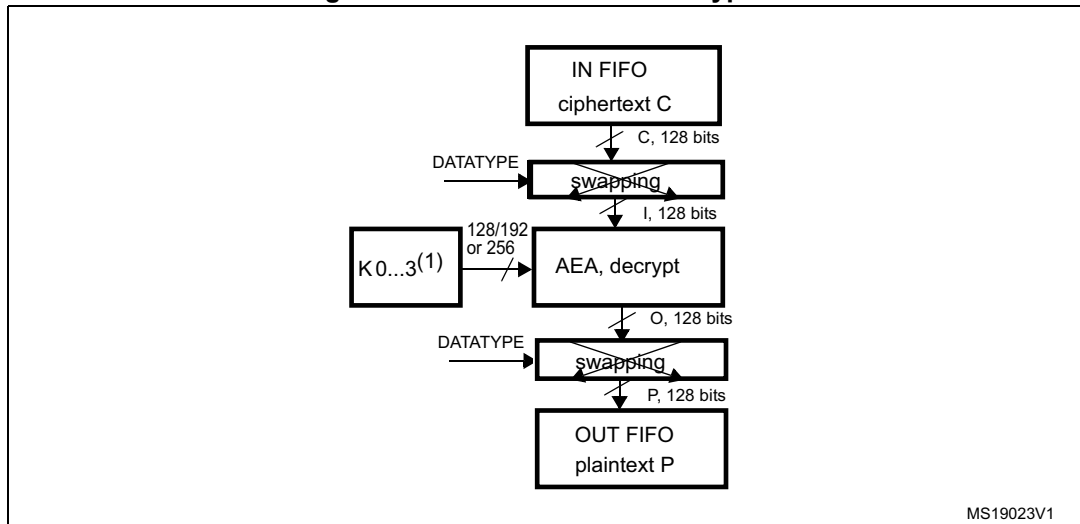 IN FIFO
ciphertext C
C, 128 bits
DATATYPE
swapping
I, 128 bits
128/192
or 256
K 0...3(1)
AEA, decrypt
O, 128 bits
DATATYPE
swapping
P, 128 bits
OUT FIFO
plaintext P
MS19023V1